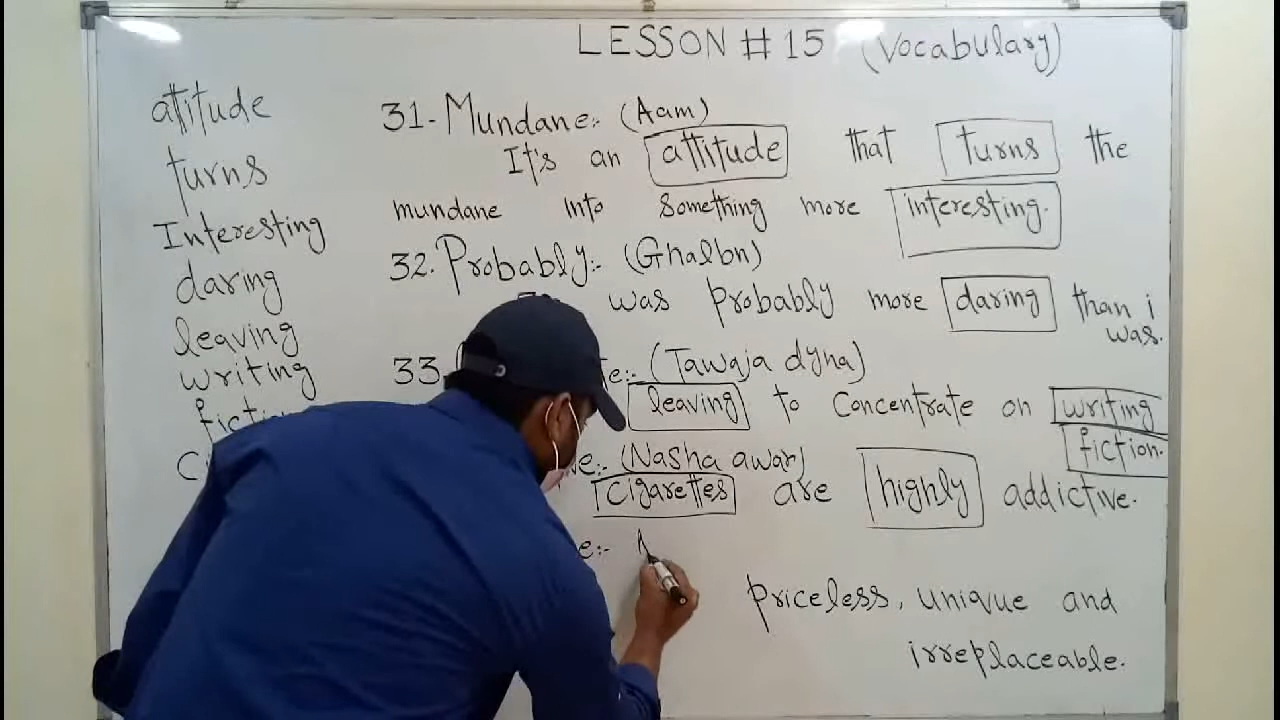 LESSON # 15 (Vocabulary)
attitude
turns
Interesting
daring
leaving
writing
31. Mundane:- (Aam)
It's an attitude that turns the
mundane into something more interesting.
32. Probably:- (Ghalbn)
was probably more daring than i
was.
33. te:- (Tawaja dyna)
leaving to concentrate on writing
fiction.
ve:- (Nasha awar)
cigarettes are highly addictive.
e:-
priceless, unique and
irreplaceable.